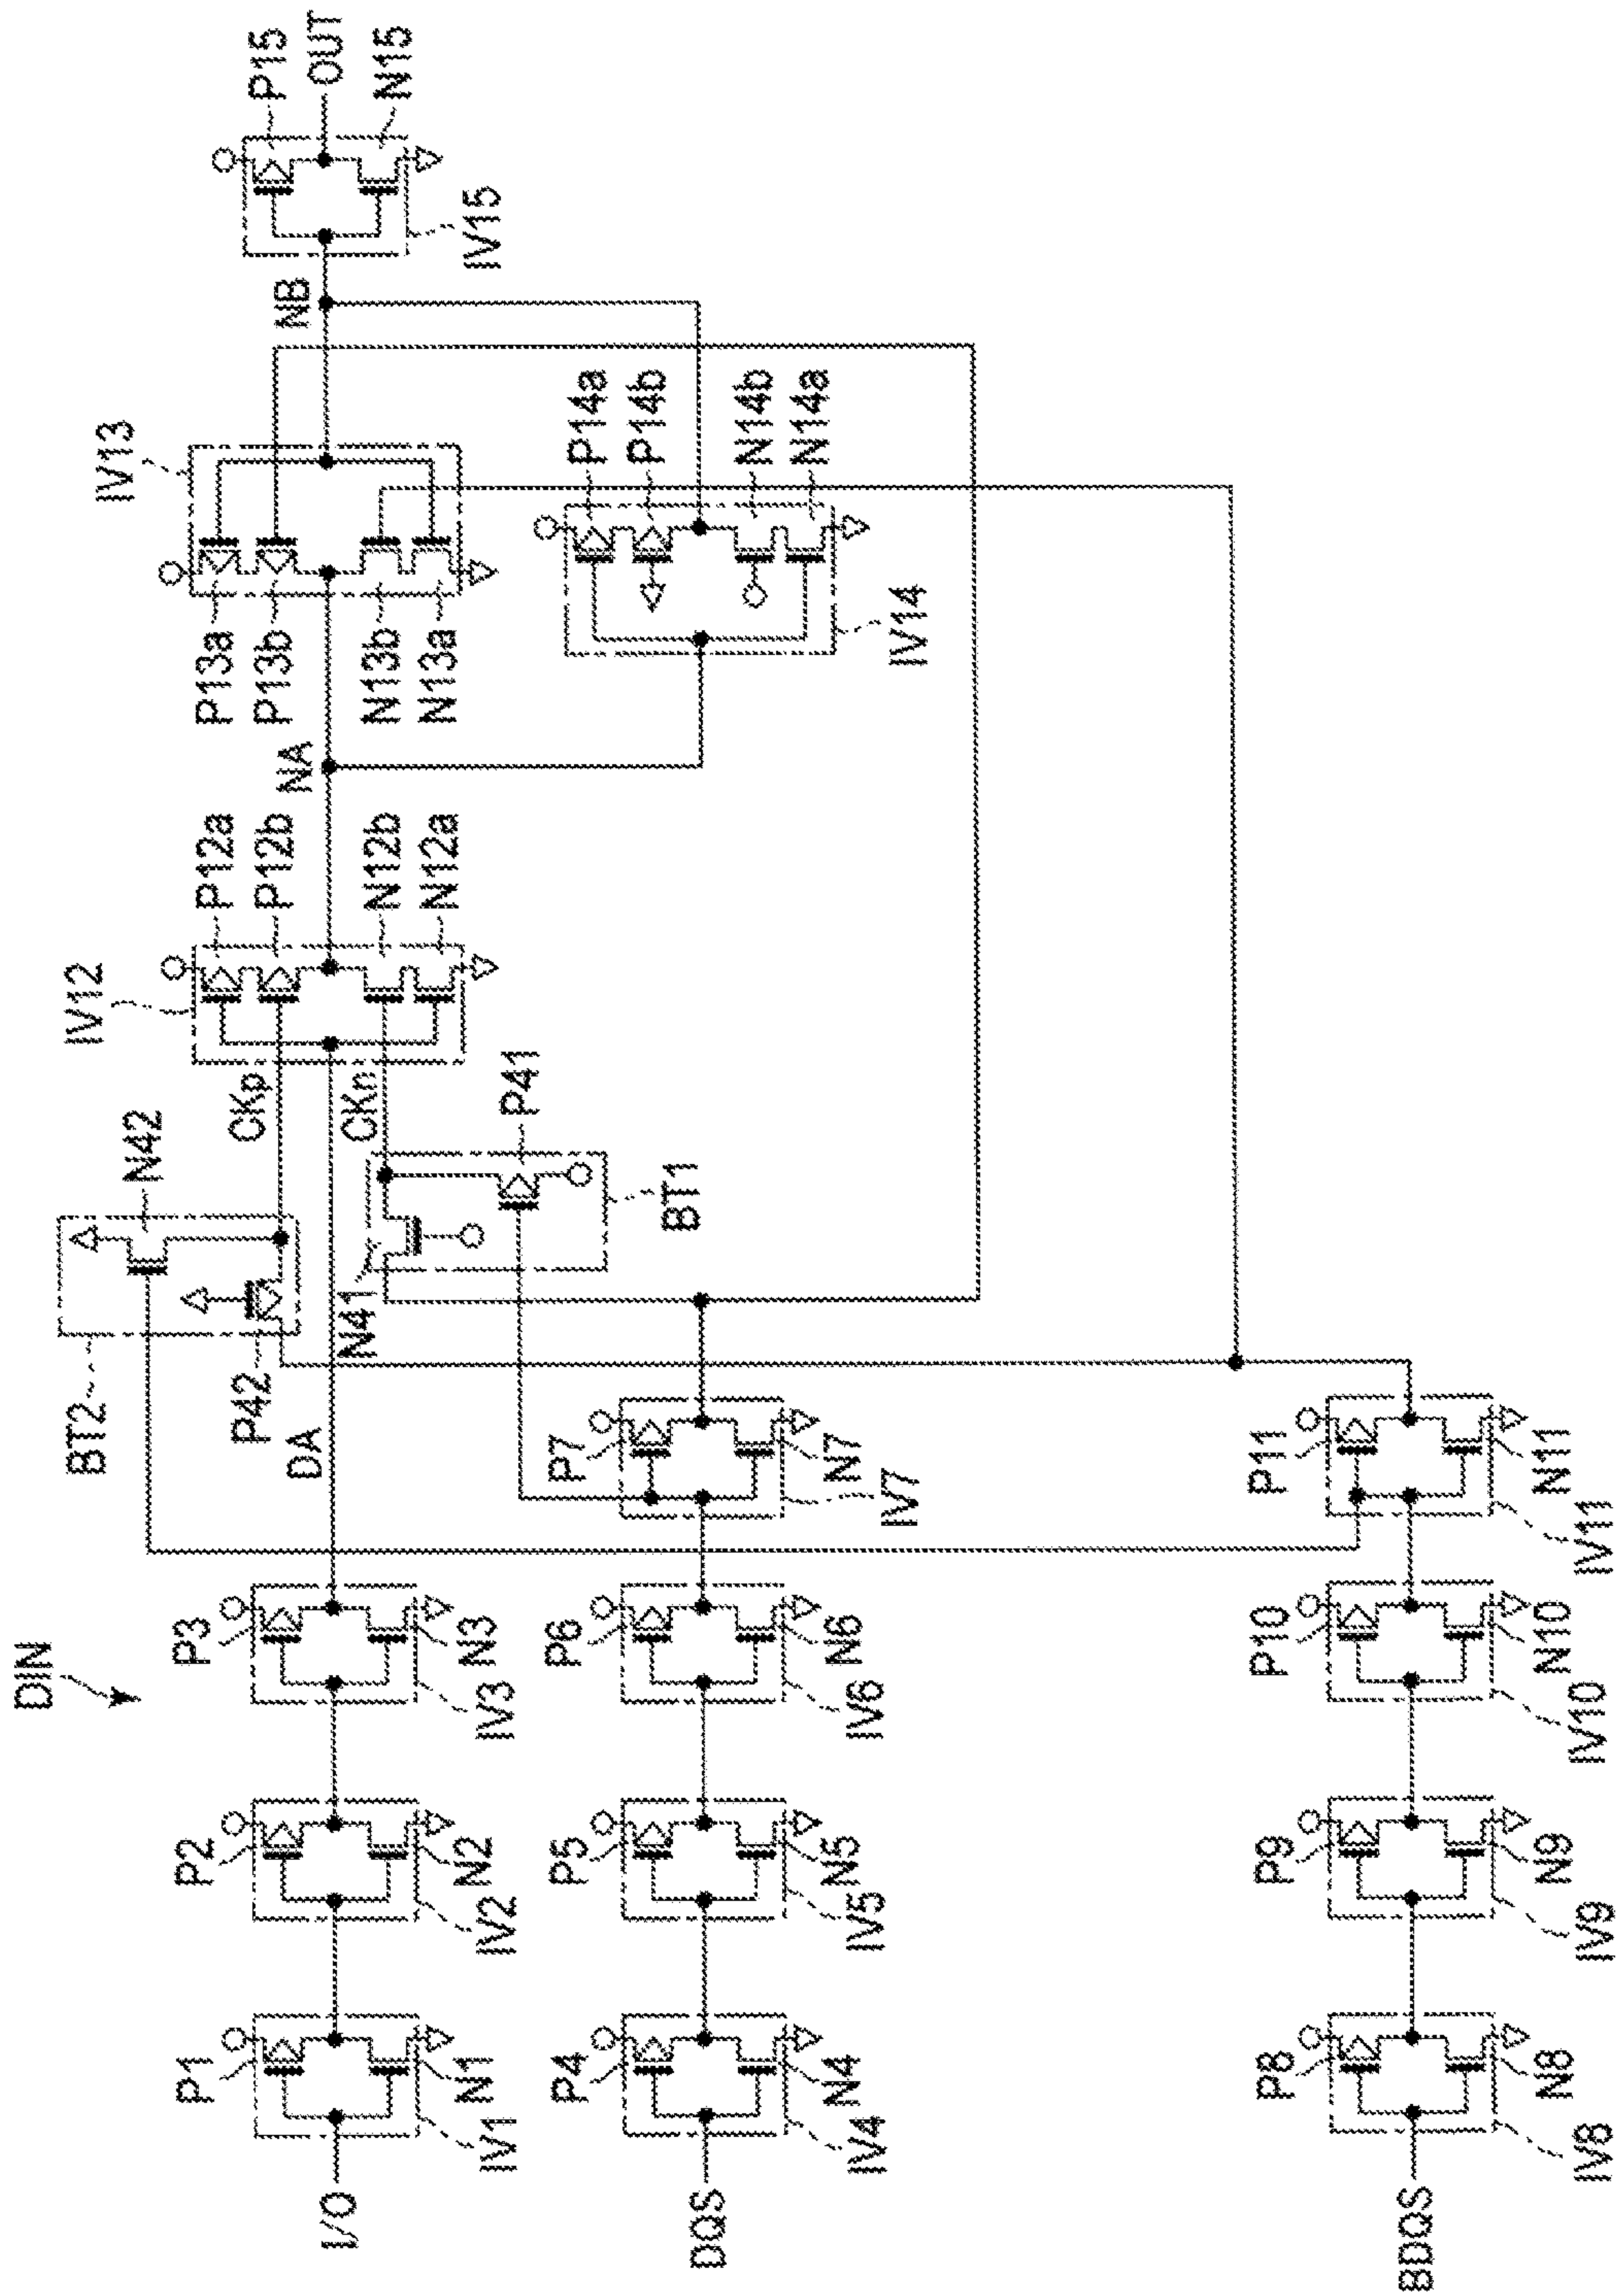 DIN
I/O
P1
N1
IV1
P2
N2
IV2
P3
N3
IV3
DA
BT2
N42
P42
CKp
CKn
N41
P41
BT1
IV12
P12a
P12b
N12b
N12a
NA
IV13
P13a
P13b
N13b
N13a
NB
P14a
P14b
N14b
N14a
IV14
P15
OUT
N15
IV15
DQS
P4
N4
IV4
P5
N5
IV5
P6
N6
IV6
P7
N7
IV7
BDQS
P8
N8
IV8
P9
N9
IV9
P10
N10
IV10
P11
N11
IV11